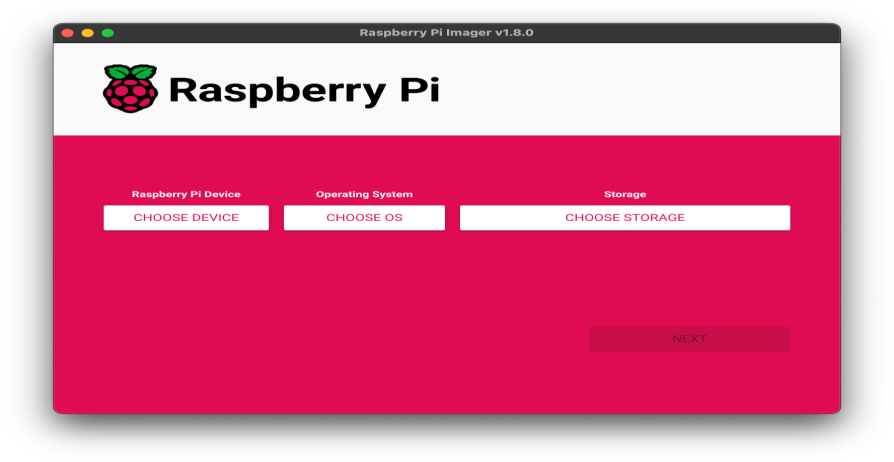 Raspberry Pi Imager v1.8.0
Raspberry Pi
Raspberry Pi Device
Operating System
Storage
CHOOSE DEVICE
CHOOSE OS
CHOOSE STORAGE
NEXT